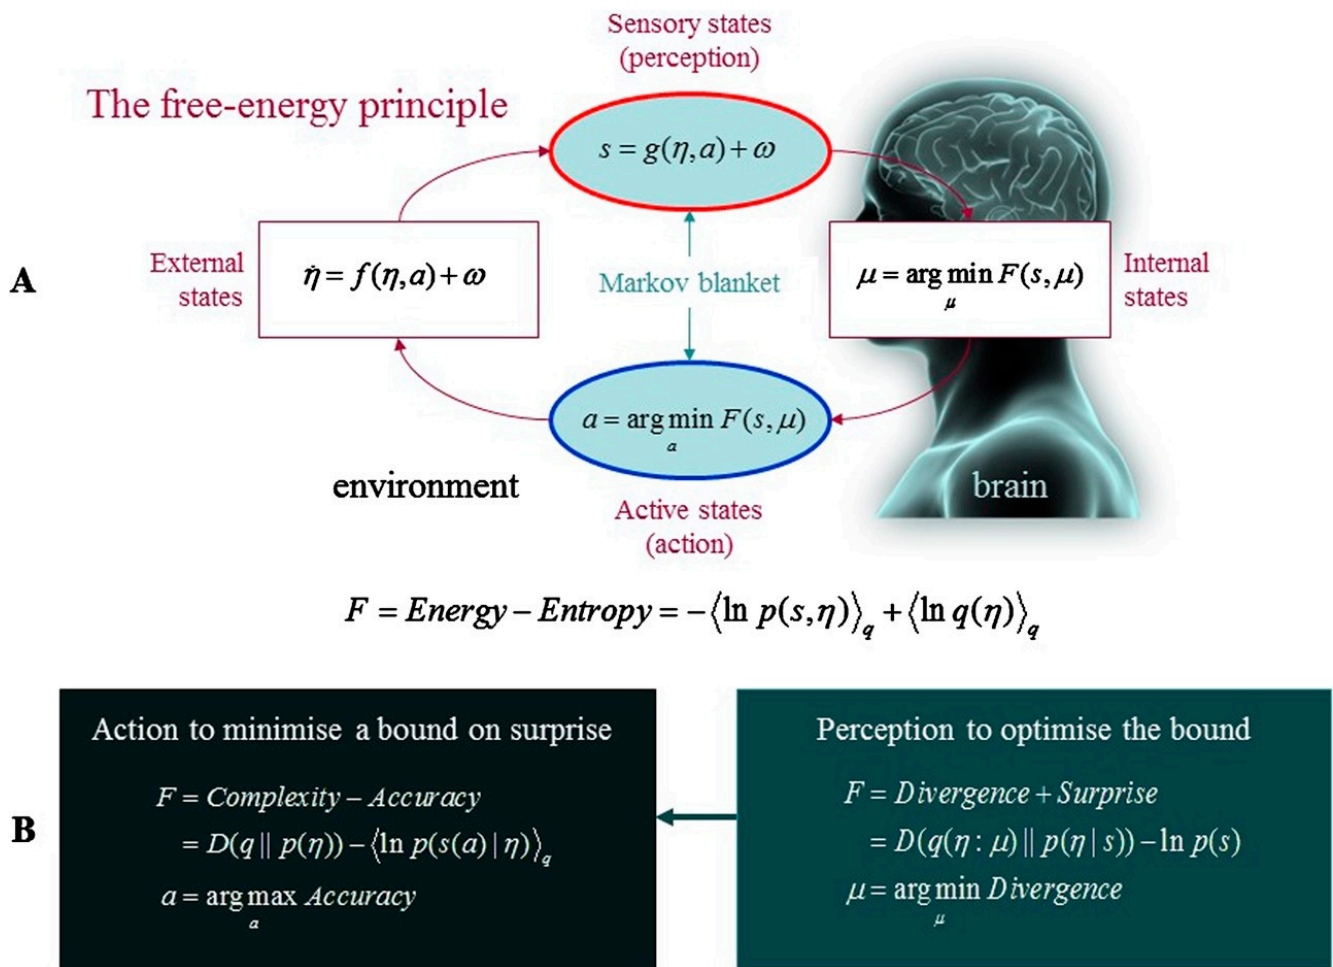 Sensory states
(perception)
The free-energy principle
s = g(η, a) + ω
A
External
states
η̇ = f(η, a) + ω
Markov blanket
μ = arg min F(s, μ)
μ
Internal
states
a = arg min F(s, μ)
a
environment
brain
Active states
(action)
F = Energy − Entropy = −⟨ln p(s, η)⟩q + ⟨ln q(η)⟩q
B
Action to minimise a bound on surprise
F = Complexity − Accuracy
= D(q || p(η)) − ⟨ln p(s(a) | η)⟩q
a = arg max Accuracy
a
Perception to optimise the bound
F = Divergence + Surprise
= D(q(η : μ) || p(η | s)) − ln p(s)
μ = arg min Divergence
μ